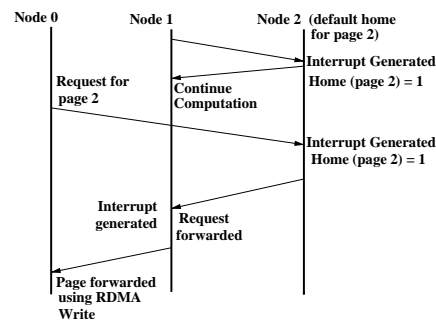 Node 0
Node 1
Node 2 (default home
for page 2)
Interrupt Generated
Home (page 2) = 1
Continue
Computation
Request for
page 2
Interrupt Generated
Home (page 2) = 1
Interrupt
generated
Request
forwarded
Page forwarded
using RDMA
Write